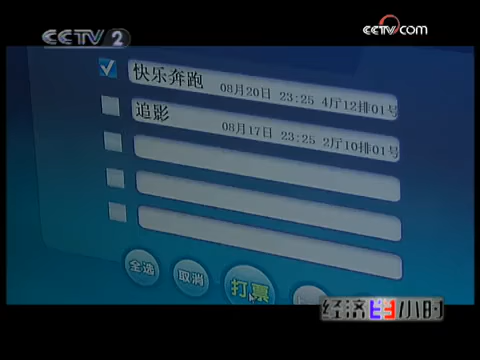 CCTV 2
CCTV.com
快乐奔跑 08月20日 23:25 4厅12排01号
追影 08月17日 23:25 2厅10排01号
全选 取消 打票
经济半小时